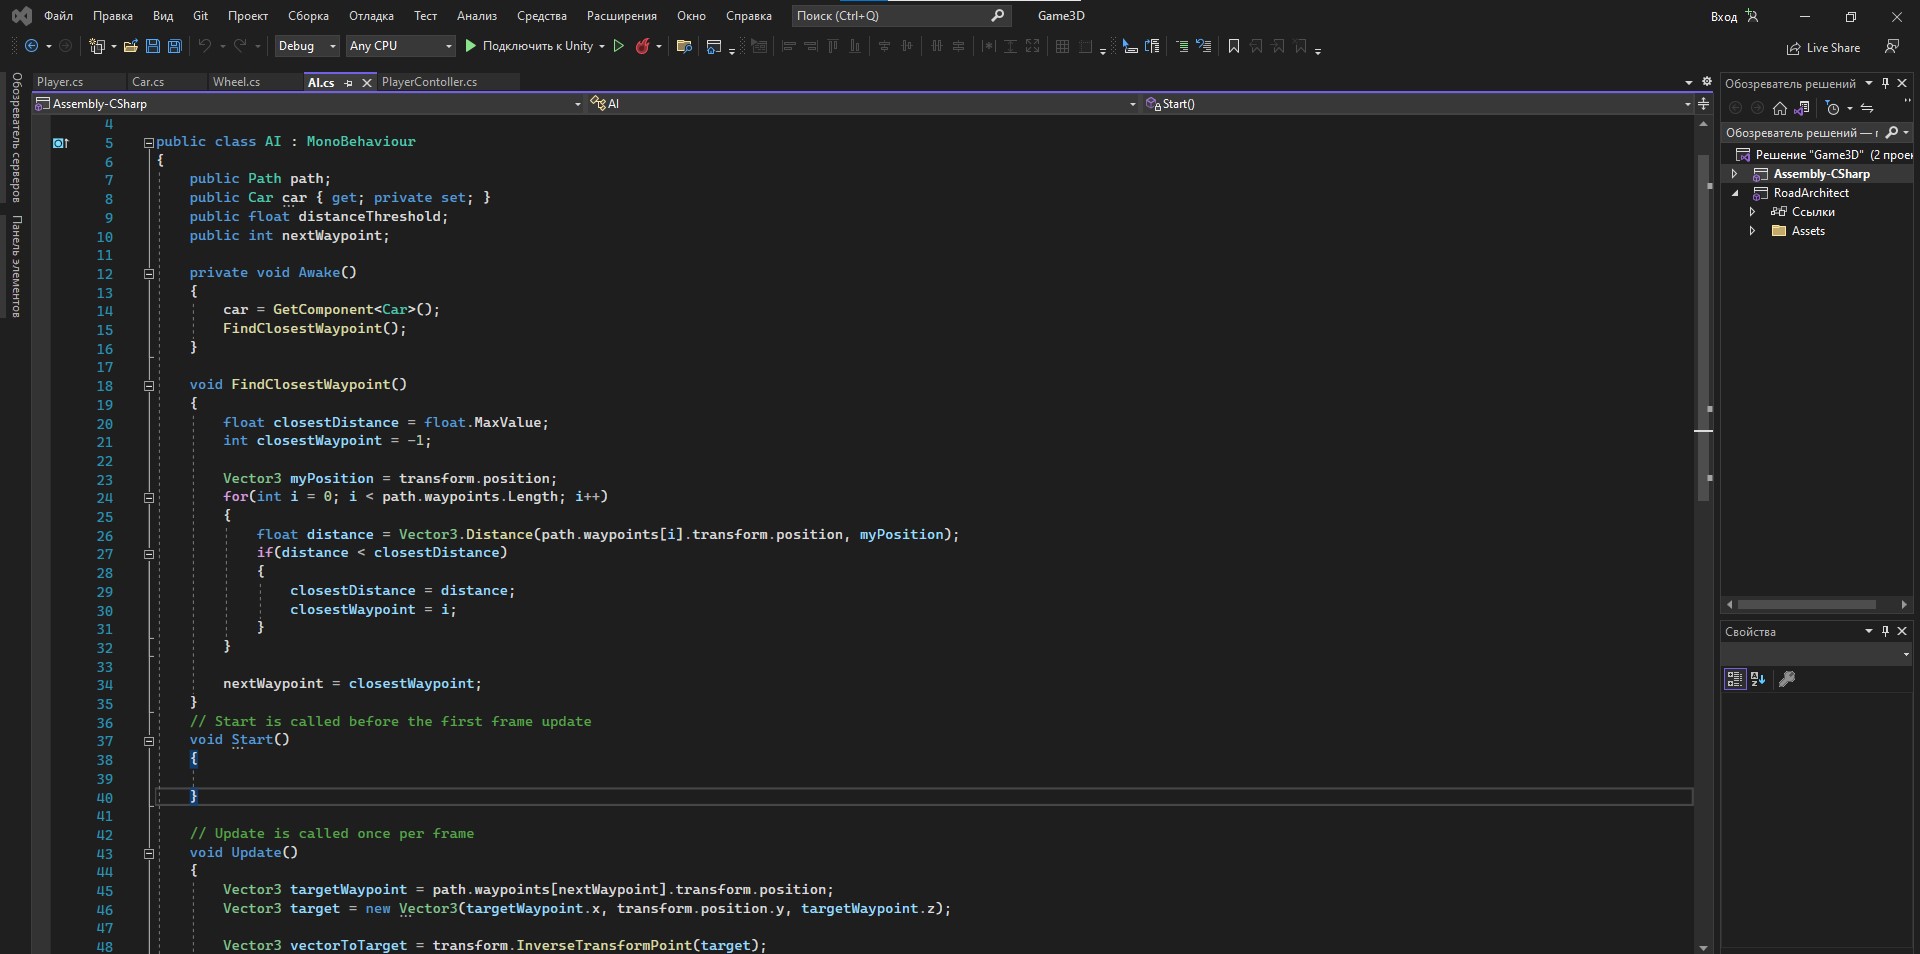 Файл Правка Вид Git Проект Сборка Отладка Тест Анализ Средства Расширения Окно Справка Поиск (Ctrl+Q) Game3D Вход
Debug Any CPU Подключить к Unity Live Share
Player.cs Car.cs Wheel.cs AI.cs PlayerContoller.cs
Assembly-CSharp AI Start()
Обозреватель серверов
Панель элементов
4
5 public class AI : MonoBehaviour
6 {
7 public Path path;
8 public Car car { get; private set; }
9 public float distanceThreshold;
10 public int nextWaypoint;
11
12 private void Awake()
13 {
14 car = GetComponent<Car>();
15 FindClosestWaypoint();
16 }
17
18 void FindClosestWaypoint()
19 {
20 float closestDistance = float.MaxValue;
21 int closestWaypoint = -1;
22
23 Vector3 myPosition = transform.position;
24 for(int i = 0; i < path.waypoints.Length; i++)
25 {
26 float distance = Vector3.Distance(path.waypoints[i].transform.position, myPosition);
27 if(distance < closestDistance)
28 {
29 closestDistance = distance;
30 closestWaypoint = i;
31 }
32 }
33
34 nextWaypoint = closestWaypoint;
35 }
36 // Start is called before the first frame update
37 void Start()
38 {
39
40 }
41
42 // Update is called once per frame
43 void Update()
44 {
45 Vector3 targetWaypoint = path.waypoints[nextWaypoint].transform.position;
46 Vector3 target = new Vector3(targetWaypoint.x, transform.position.y, targetWaypoint.z);
47
48 Vector3 vectorToTarget = transform.InverseTransformPoint(target);
Обозреватель решений
Обозреватель решений —
Решение "Game3D" (2 прое
Assembly-CSharp
RoadArchitect
Ссылки
Assets
Свойства